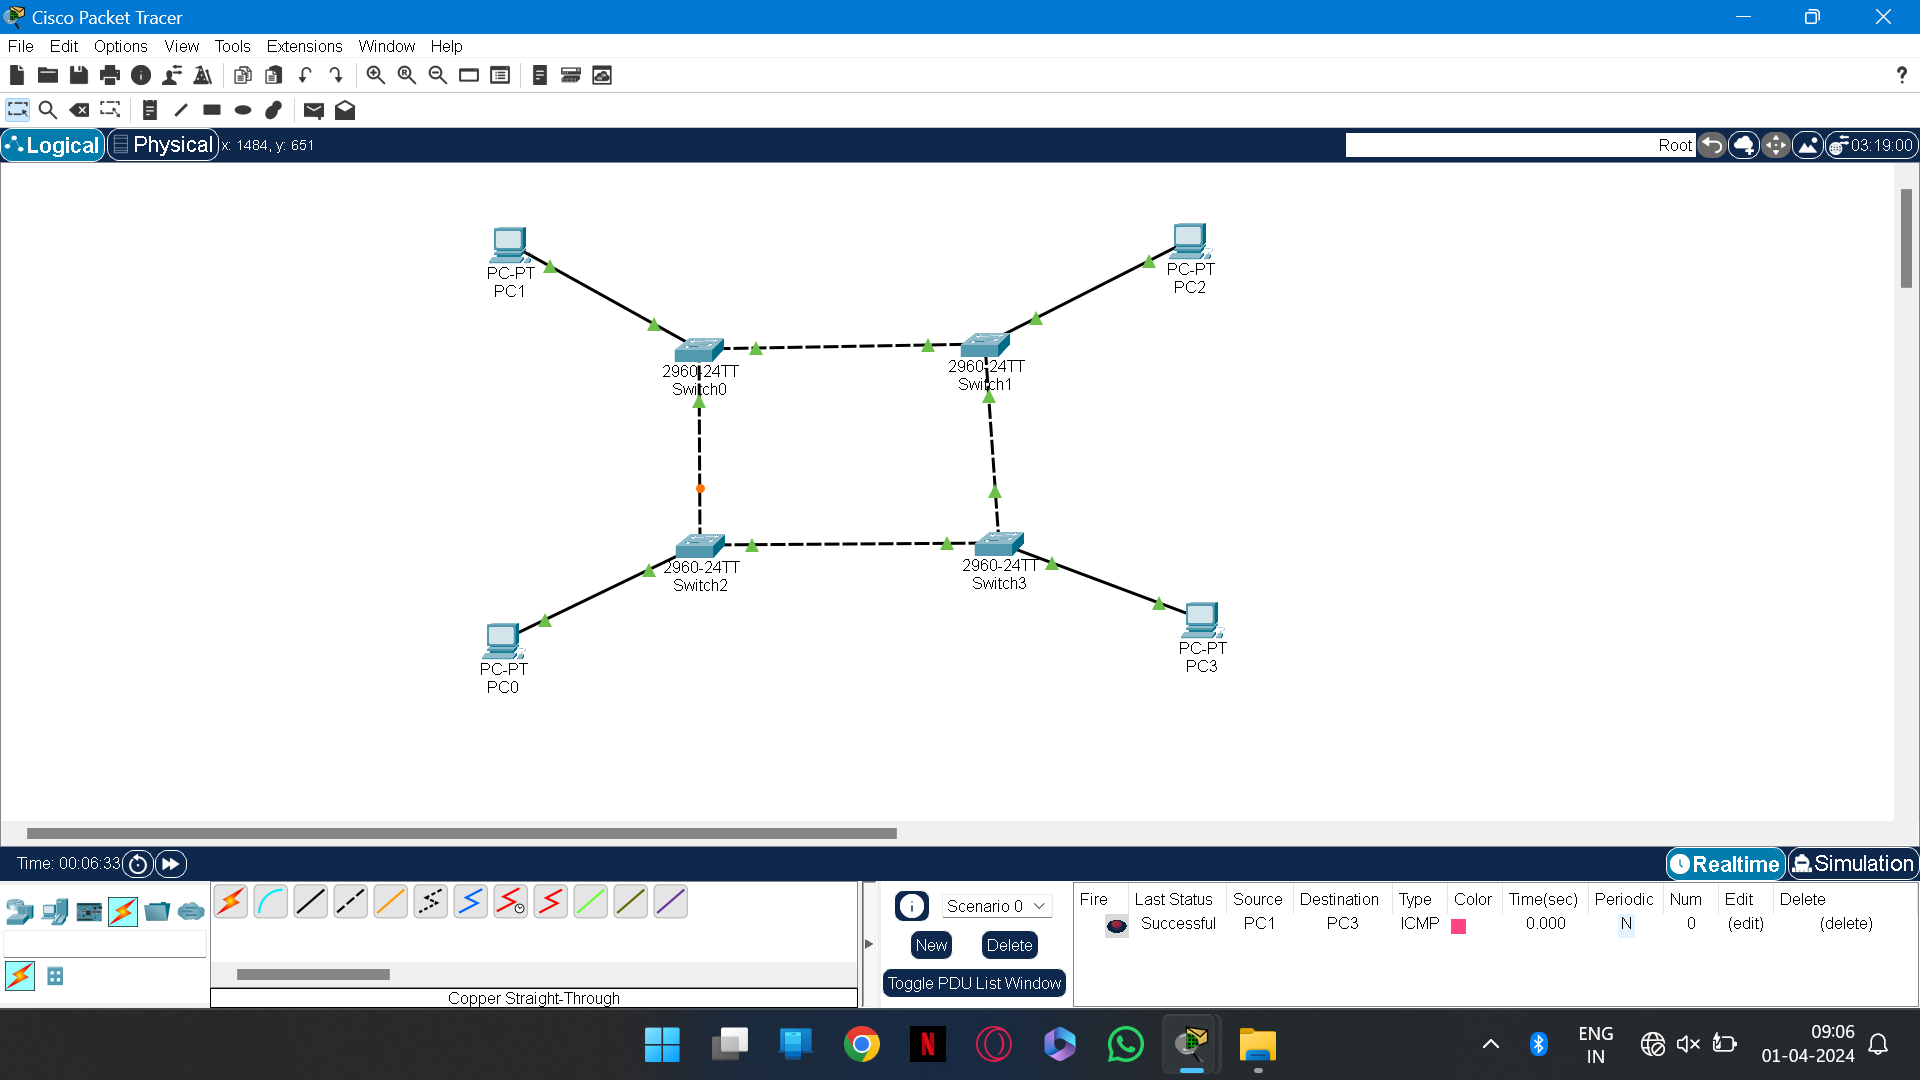 Cisco Packet Tracer
File Edit Options View Tools Extensions Window Help
Logical Physical x: 1484, y: 651 Root 03:19:00
PC-PT
PC1
PC-PT
PC2
2960-24TT
Switch0
2960-24TT
Switch1
2960-24TT
Switch2
2960-24TT
Switch3
PC-PT
PC0
PC-PT
PC3
Time: 00:06:33 Realtime Simulation
Scenario 0
New Delete
Toggle PDU List Window
Fire Last Status Source Destination Type Color Time(sec) Periodic Num Edit Delete
Successful PC1 PC3 ICMP 0.000 N 0 (edit) (delete)
Copper Straight-Through
ENG
IN
09:06
01-04-2024